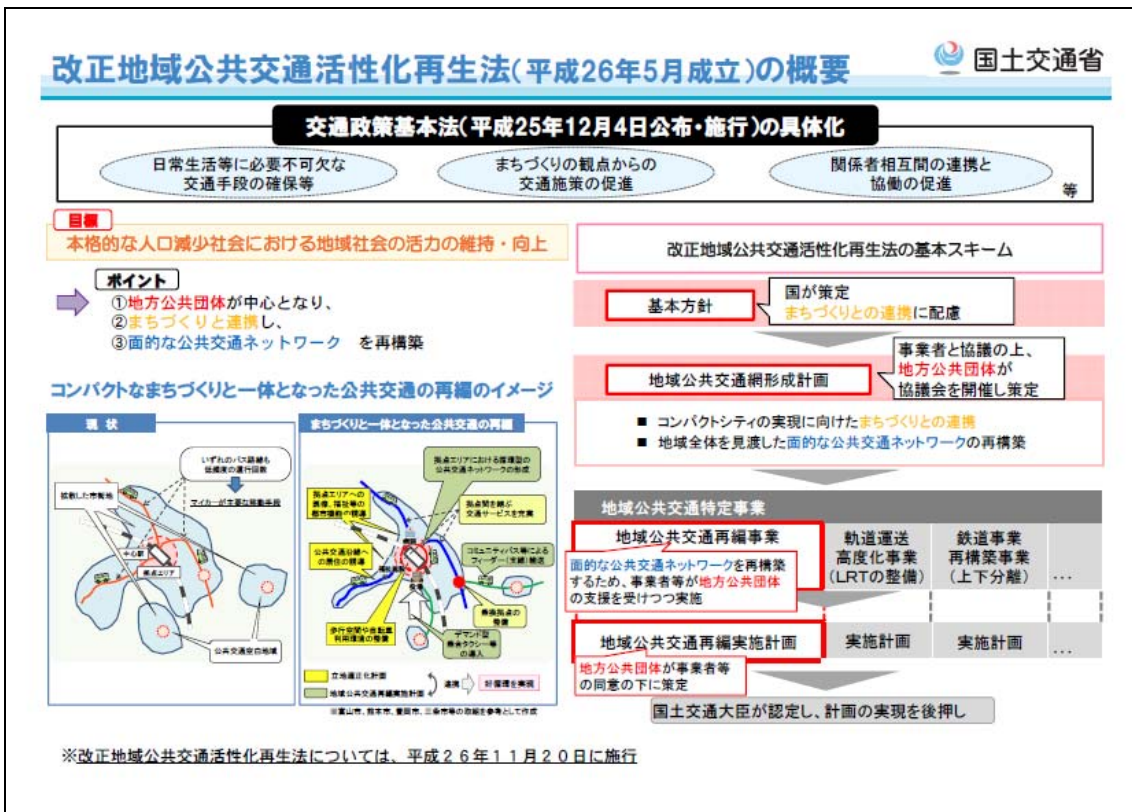 改正地域公共交通活性化再生法(平成26年5月成立)の概要
国土交通省
交通政策基本法(平成25年12月4日公布・施行)の具体化
日常生活等に必要不可欠な
交通手段の確保等
まちづくりの観点からの
交通施策の促進
関係者相互間の連携と
協働の促進
等
目標
本格的な人口減少社会における地域社会の活力の維持・向上
ポイント
①地方公共団体が中心となり、
②まちづくりと連携し、
③面的な公共交通ネットワーク を再構築
コンパクトなまちづくりと一体となった公共交通の再編のイメージ
現状
いずれのバス路線も
低頻度の運行回数
拡散した市街地
マイカーが主要な移動手段
中心駅
拠点エリア
公共交通空白地域
まちづくりと一体となった公共交通の再編
拠点エリアにおける循環型の
公共交通ネットワークの形成
拠点エリアへの
医療、福祉等の
都市機能の誘導
拠点間を結ぶ
交通サービスを充実
公共交通沿線へ
の居住の誘導
コミュニティバス等による
フィーダー(支線)輸送
乗換拠点の
整備
歩行空間や自転車
利用環境の整備
デマンド型
乗合タクシー等
の導入
立地適正化計画
地域公共交通再編実施計画
連携
好循環を実現
※富山市、熊本市、豊田市、三条市等の取組を参考として作成
改正地域公共交通活性化再生法の基本スキーム
基本方針
国が策定
まちづくりとの連携に配慮
地域公共交通網形成計画
事業者と協議の上、
地方公共団体が
協議会を開催し策定
■ コンパクトシティの実現に向けたまちづくりとの連携
■ 地域全体を見渡した面的な公共交通ネットワークの再構築
地域公共交通特定事業
地域公共交通再編事業
面的な公共交通ネットワークを再構築
するため、事業者等が地方公共団体
の支援を受けつつ実施
軌道運送
高度化事業
(LRTの整備)
鉄道事業
再構築事業
(上下分離)
…
地域公共交通再編実施計画
実施計画
実施計画
…
地方公共団体が事業者等
の同意の下に策定
国土交通大臣が認定し、計画の実現を後押し
※改正地域公共交通活性化再生法については、平成26年11月20日に施行